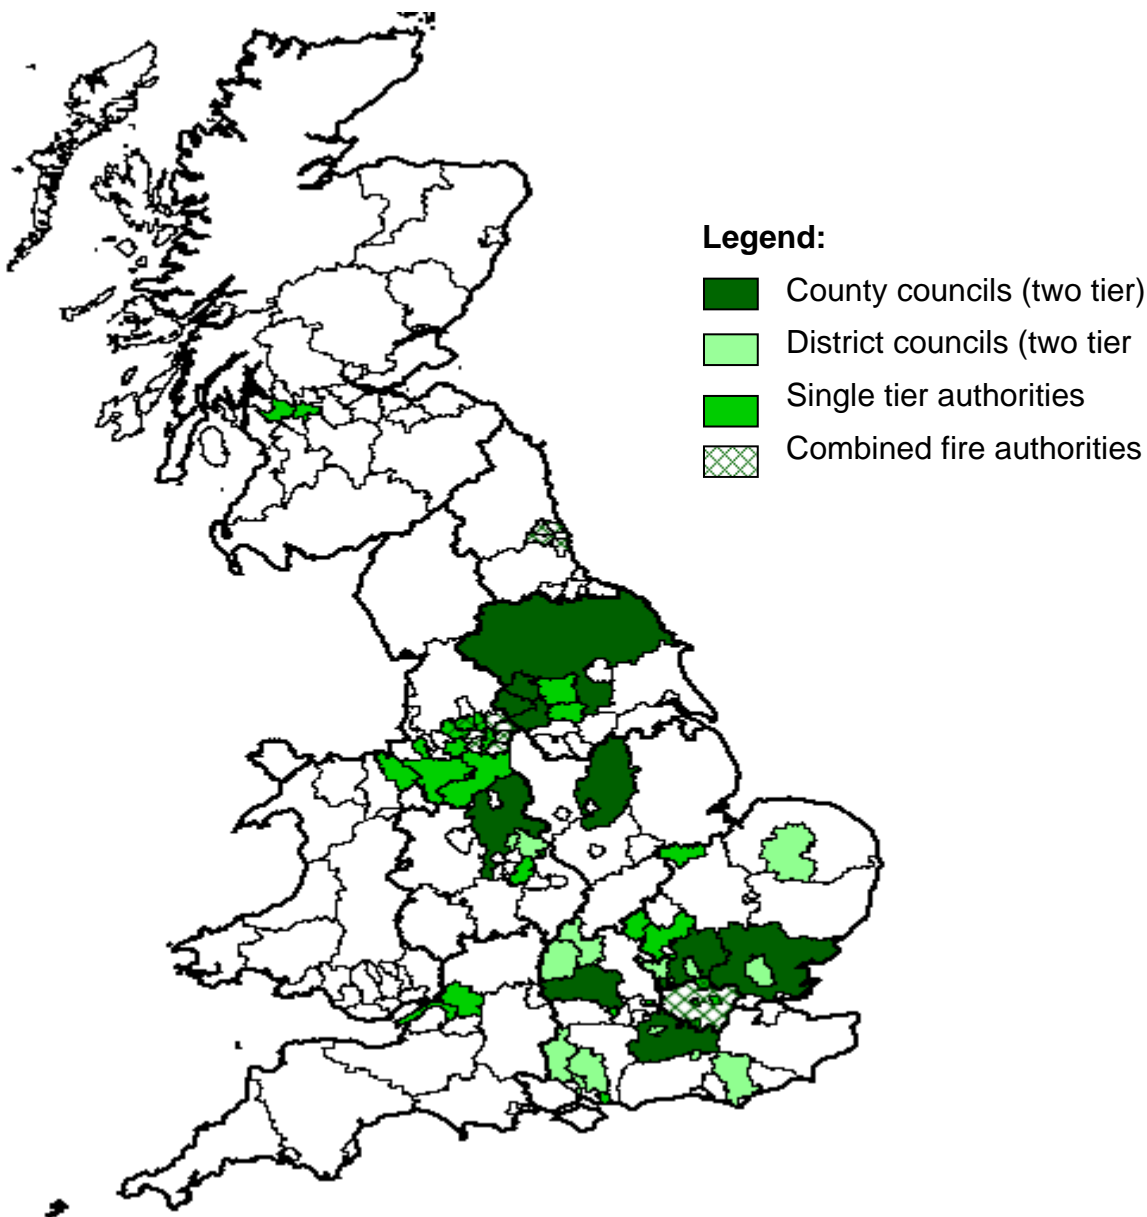 Legend:
County councils (two tier)
District councils (two tier
Single tier authorities
Combined fire authorities